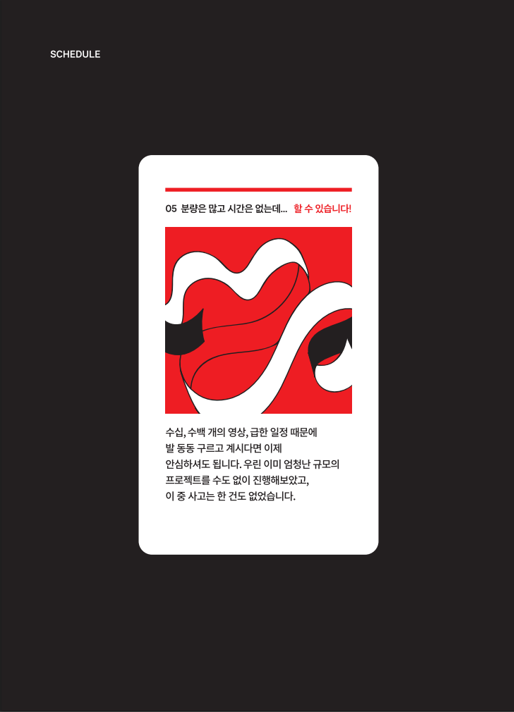 SCHEDULE
05 분량은 많고 시간은 없는데... 할 수 있습니다!
수십, 수백 개의 영상, 급한 일정 때문에
발 동동 구르고 계시다면 이제
안심하셔도 됩니다. 우린 이미 엄청난 규모의
프로젝트를 수도 없이 진행해보았고,
이 중 사고는 한 건도 없었습니다.